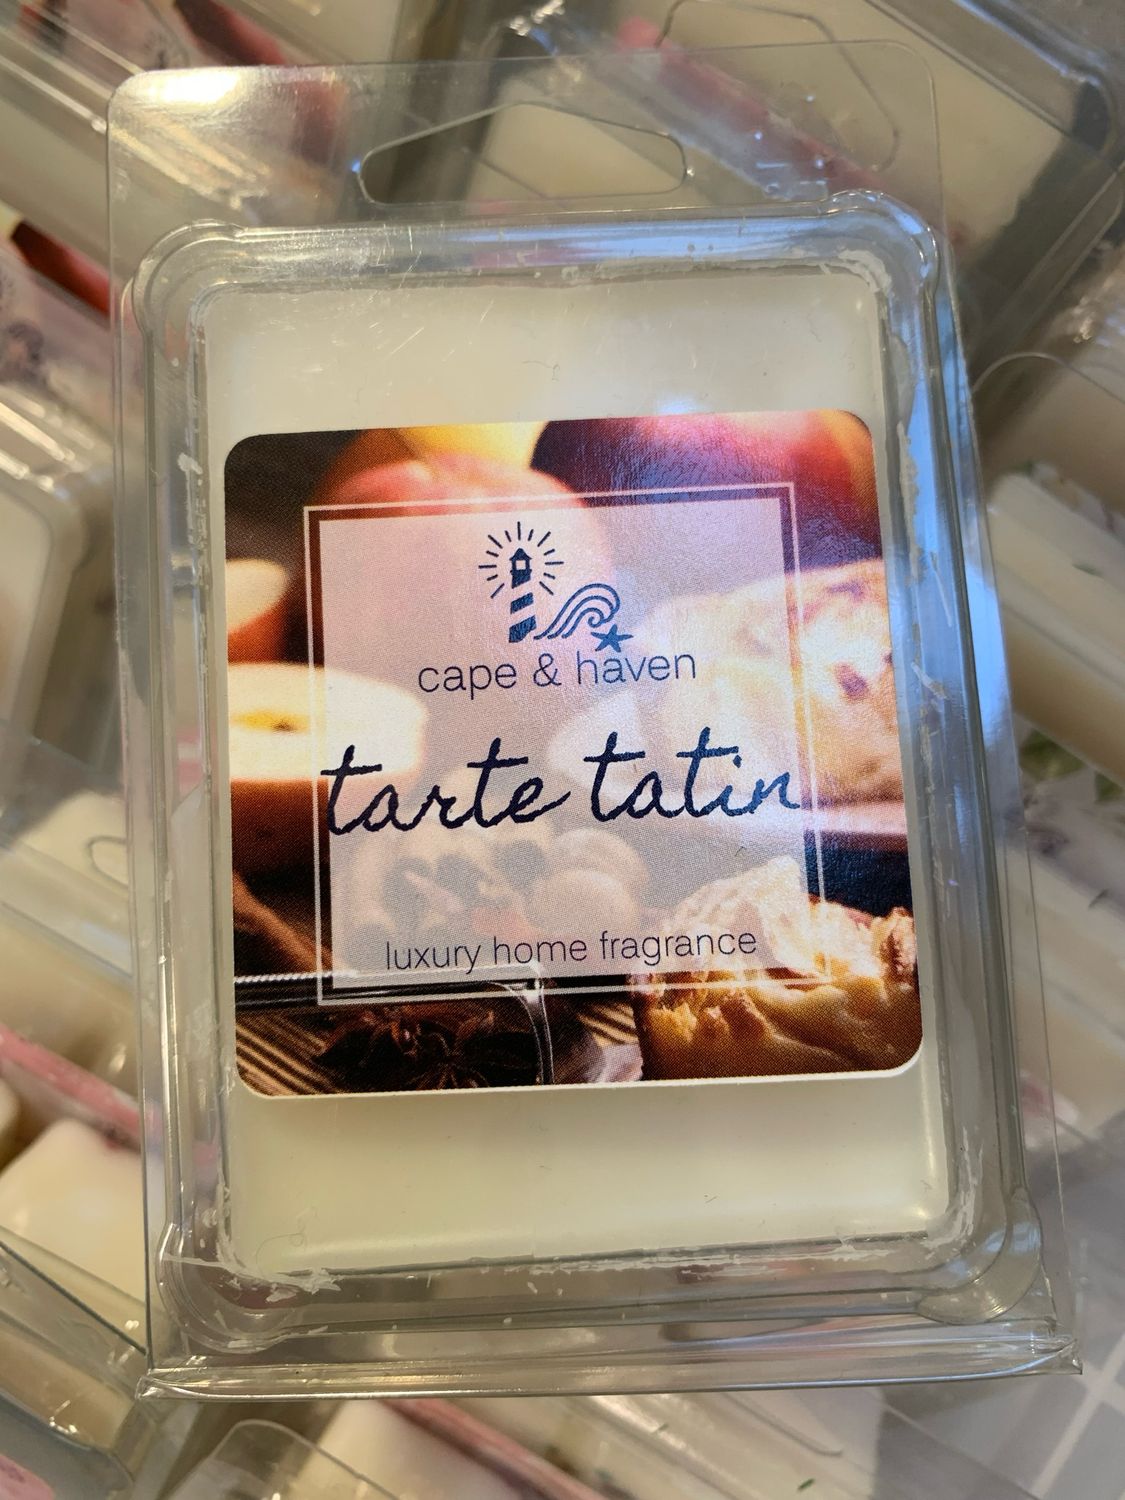 cape & haven
tarte tatin
luxury home fragrance